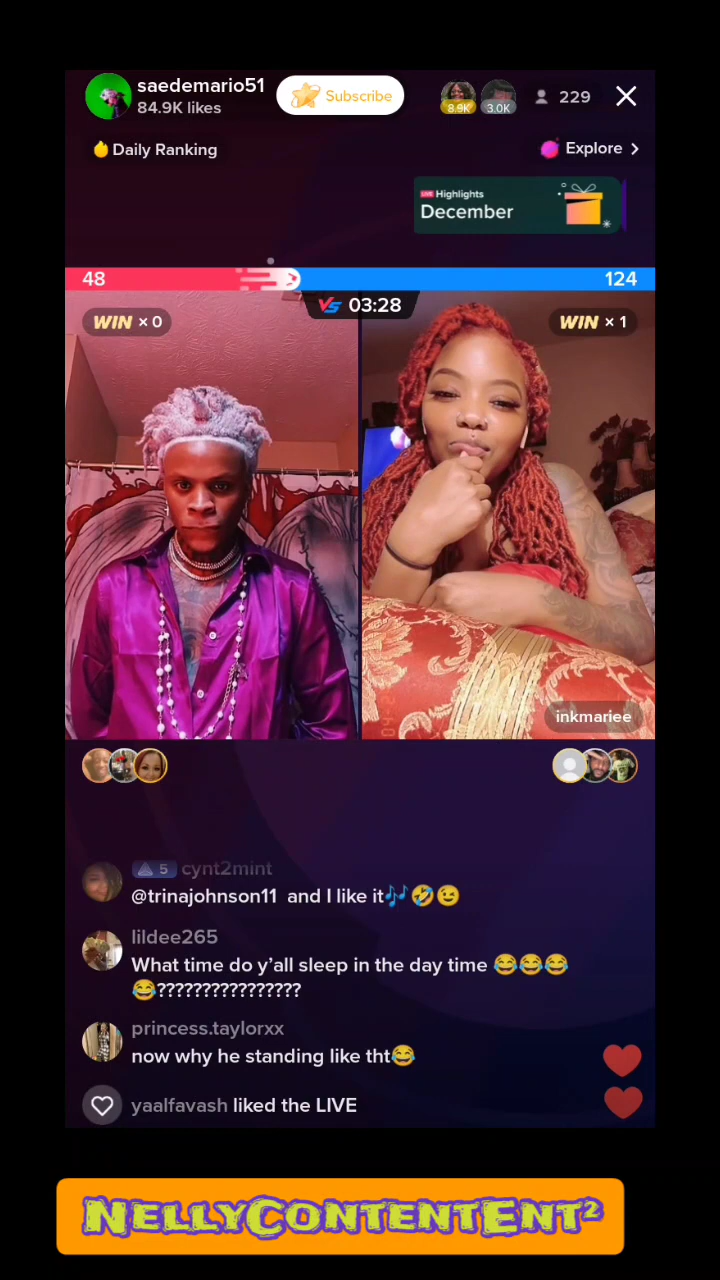 saedemario51
84.9K likes
Subscribe
8.9K
3.0K
229
Daily Ranking
Explore
LIVE Highlights
December
48
124
VS 03:28
WIN × 0
WIN × 1
inkmariee
5 cynt2mint
@trinajohnson11 and I like it🎶🤣😉
lildee265
What time do y’all sleep in the day time 😂😂😂
😂????????????????
princess.taylorxx
now why he standing like tht😂
yaalfavash liked the LIVE
NELLYCONTENTENT²